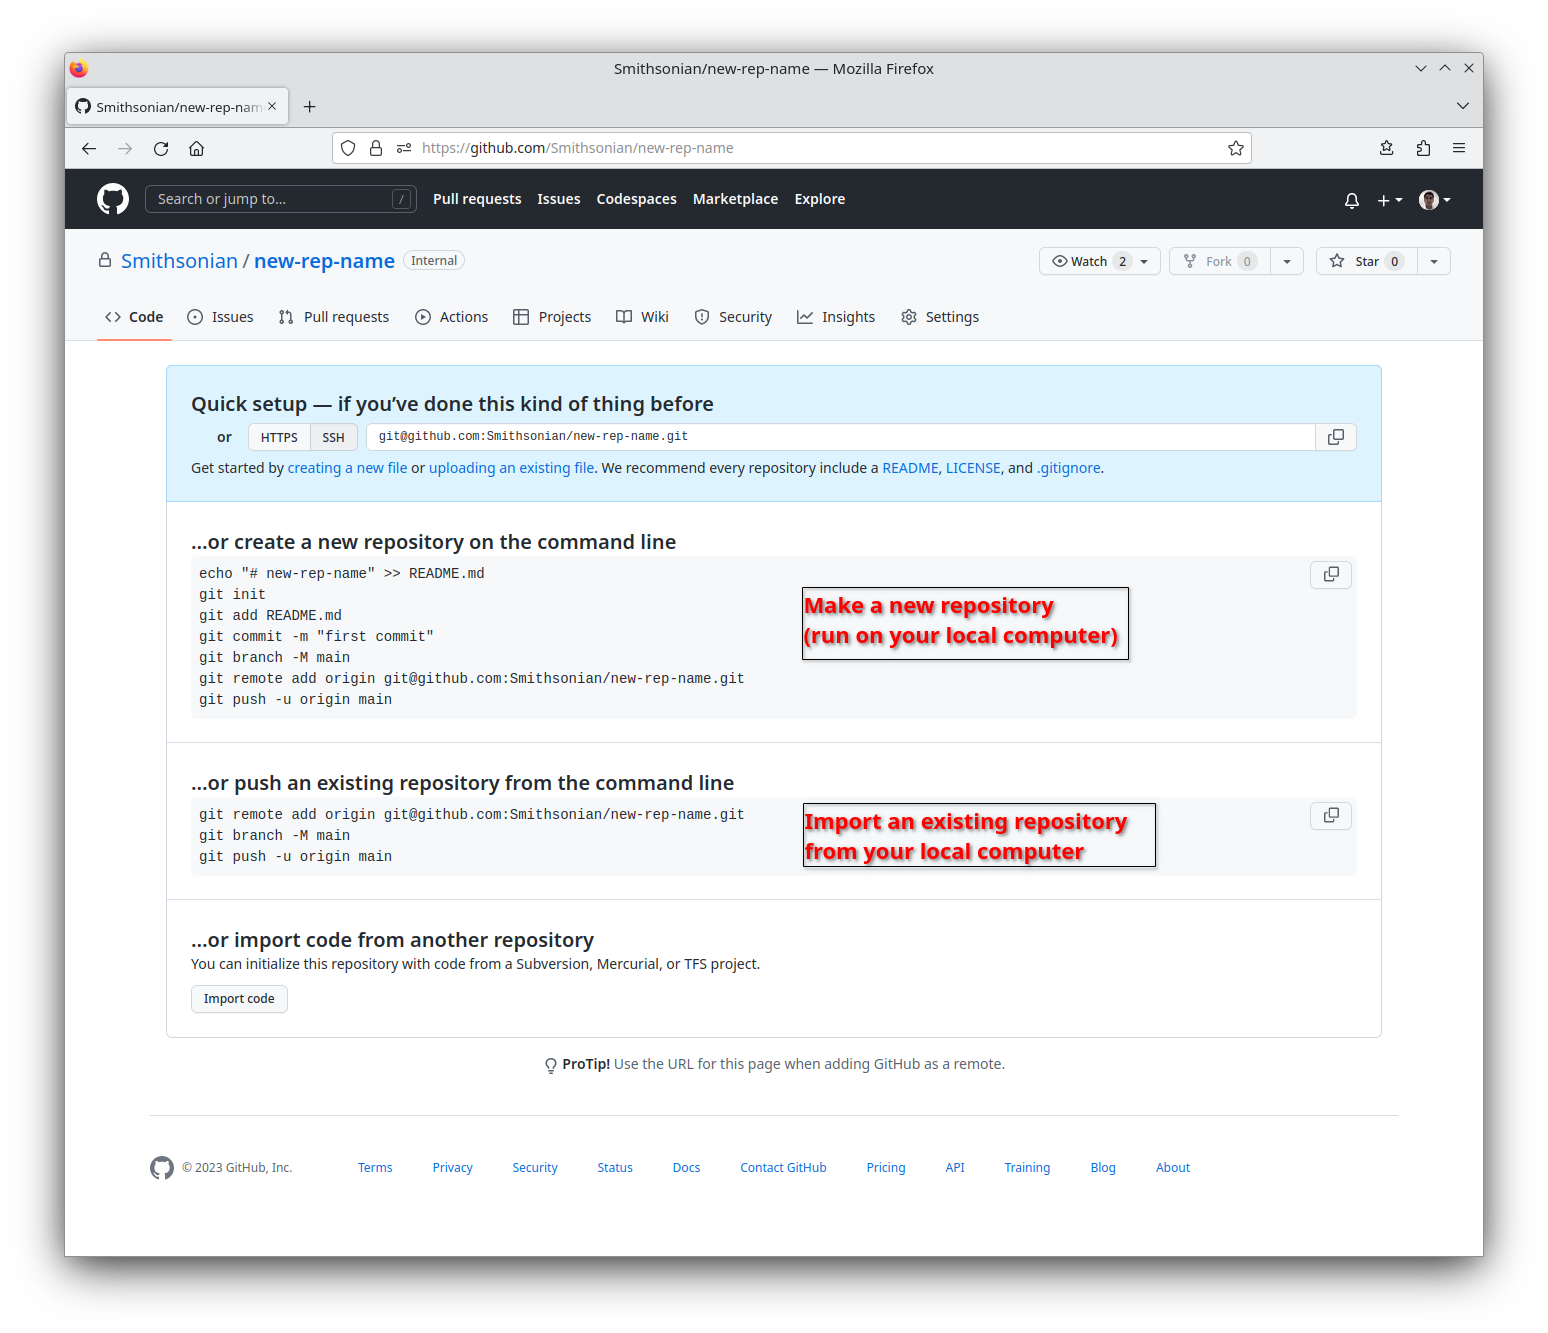 Smithsonian/new-rep-name — Mozilla Firefox
Smithsonian/new-rep-nam
https://github.com/Smithsonian/new-rep-name
Search or jump to... / Pull requests Issues Codespaces Marketplace Explore
Smithsonian / new-rep-name Internal Watch 2 Fork 0 Star 0
Code Issues Pull requests Actions Projects Wiki Security Insights Settings
Quick setup — if you’ve done this kind of thing before
or HTTPS SSH git@github.com:Smithsonian/new-rep-name.git
Get started by creating a new file or uploading an existing file. We recommend every repository include a README, LICENSE, and .gitignore.
…or create a new repository on the command line
echo "# new-rep-name" >> README.md
git init
git add README.md
git commit -m "first commit"
git branch -M main
git remote add origin git@github.com:Smithsonian/new-rep-name.git
git push -u origin main
Make a new repository
(run on your local computer)
…or push an existing repository from the command line
git remote add origin git@github.com:Smithsonian/new-rep-name.git
git branch -M main
git push -u origin main
Import an existing repository
from your local computer
…or import code from another repository
You can initialize this repository with code from a Subversion, Mercurial, or TFS project.
Import code
ProTip! Use the URL for this page when adding GitHub as a remote.
© 2023 GitHub, Inc. Terms Privacy Security Status Docs Contact GitHub Pricing API Training Blog About